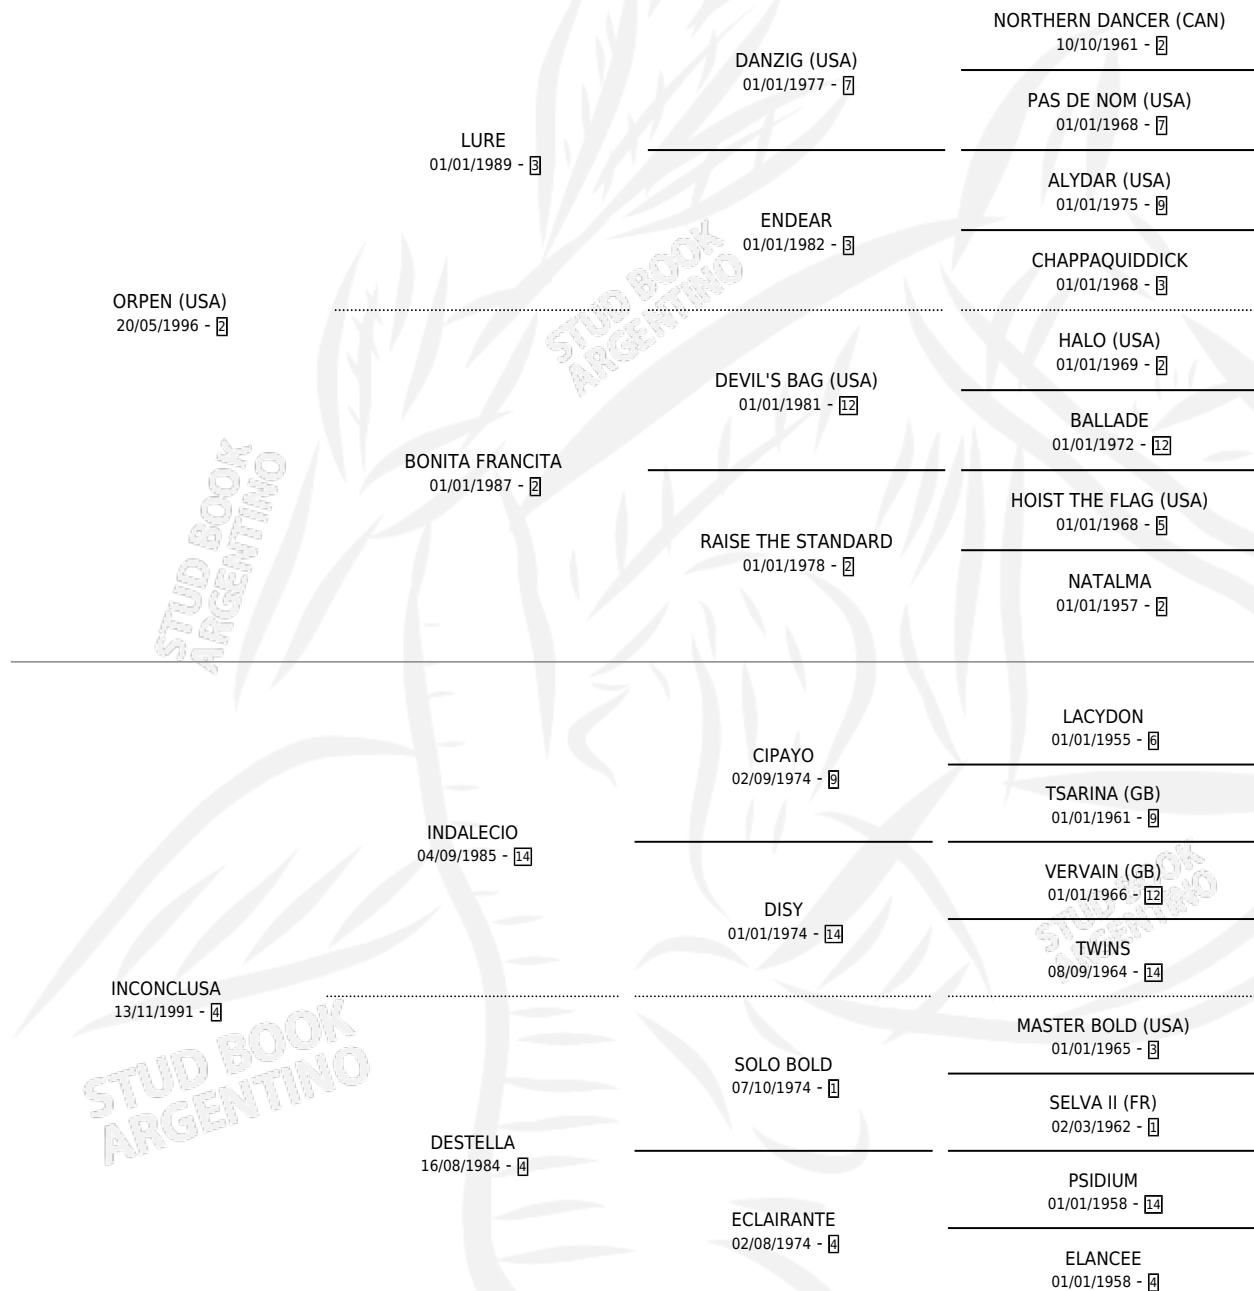 NORTHERN DANCER (CAN)
10/10/1961 - 2
DANZIG (USA)
01/01/1977 - 7
PAS DE NOM (USA)
01/01/1968 - 7
LURE
01/01/1989 - 3
ALYDAR (USA)
01/01/1975 - 9
ENDEAR
01/01/1982 - 3
CHAPPAQUIDDICK
01/01/1968 - 3
ORPEN (USA)
20/05/1996 - 2
HALO (USA)
01/01/1969 - 2
DEVIL'S BAG (USA)
01/01/1981 - 12
BALLADE
01/01/1972 - 12
BONITA FRANCITA
01/01/1987 - 2
HOIST THE FLAG (USA)
01/01/1968 - 5
RAISE THE STANDARD
01/01/1978 - 2
NATALMA
01/01/1957 - 2
STUD BOOK
ARGENTINO
STUD BOOK
ARGENTINO
LACYDON
01/01/1955 - 6
CIPAYO
02/09/1974 - 9
TSARINA (GB)
01/01/1961 - 9
INDALECIO
04/09/1985 - 14
VERVAIN (GB)
01/01/1966 - 12
DISY
01/01/1974 - 14
TWINS
08/09/1964 - 14
INCONCLUSA
13/11/1991 - 4
MASTER BOLD (USA)
01/01/1965 - 3
SOLO BOLD
07/10/1974 - 1
SELVA II (FR)
02/03/1962 - 1
DESTELLA
16/08/1984 - 4
PSIDIUM
01/01/1958 - 14
ECLAIRANTE
02/08/1974 - 4
ELANCEE
01/01/1958 - 4
STUD BOOK
ARGENTINO
STUD BOOK
ARGENTINO